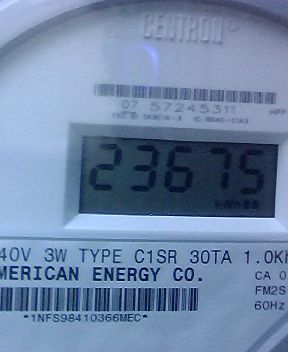 CENTRON®
07 57245311
23675
kWh
40V 3W TYPE C1SR 30TA 1.0K
MERICAN ENERGY CO.
CA 0
FM2S
60Hz
"1NFS98410366MEC"